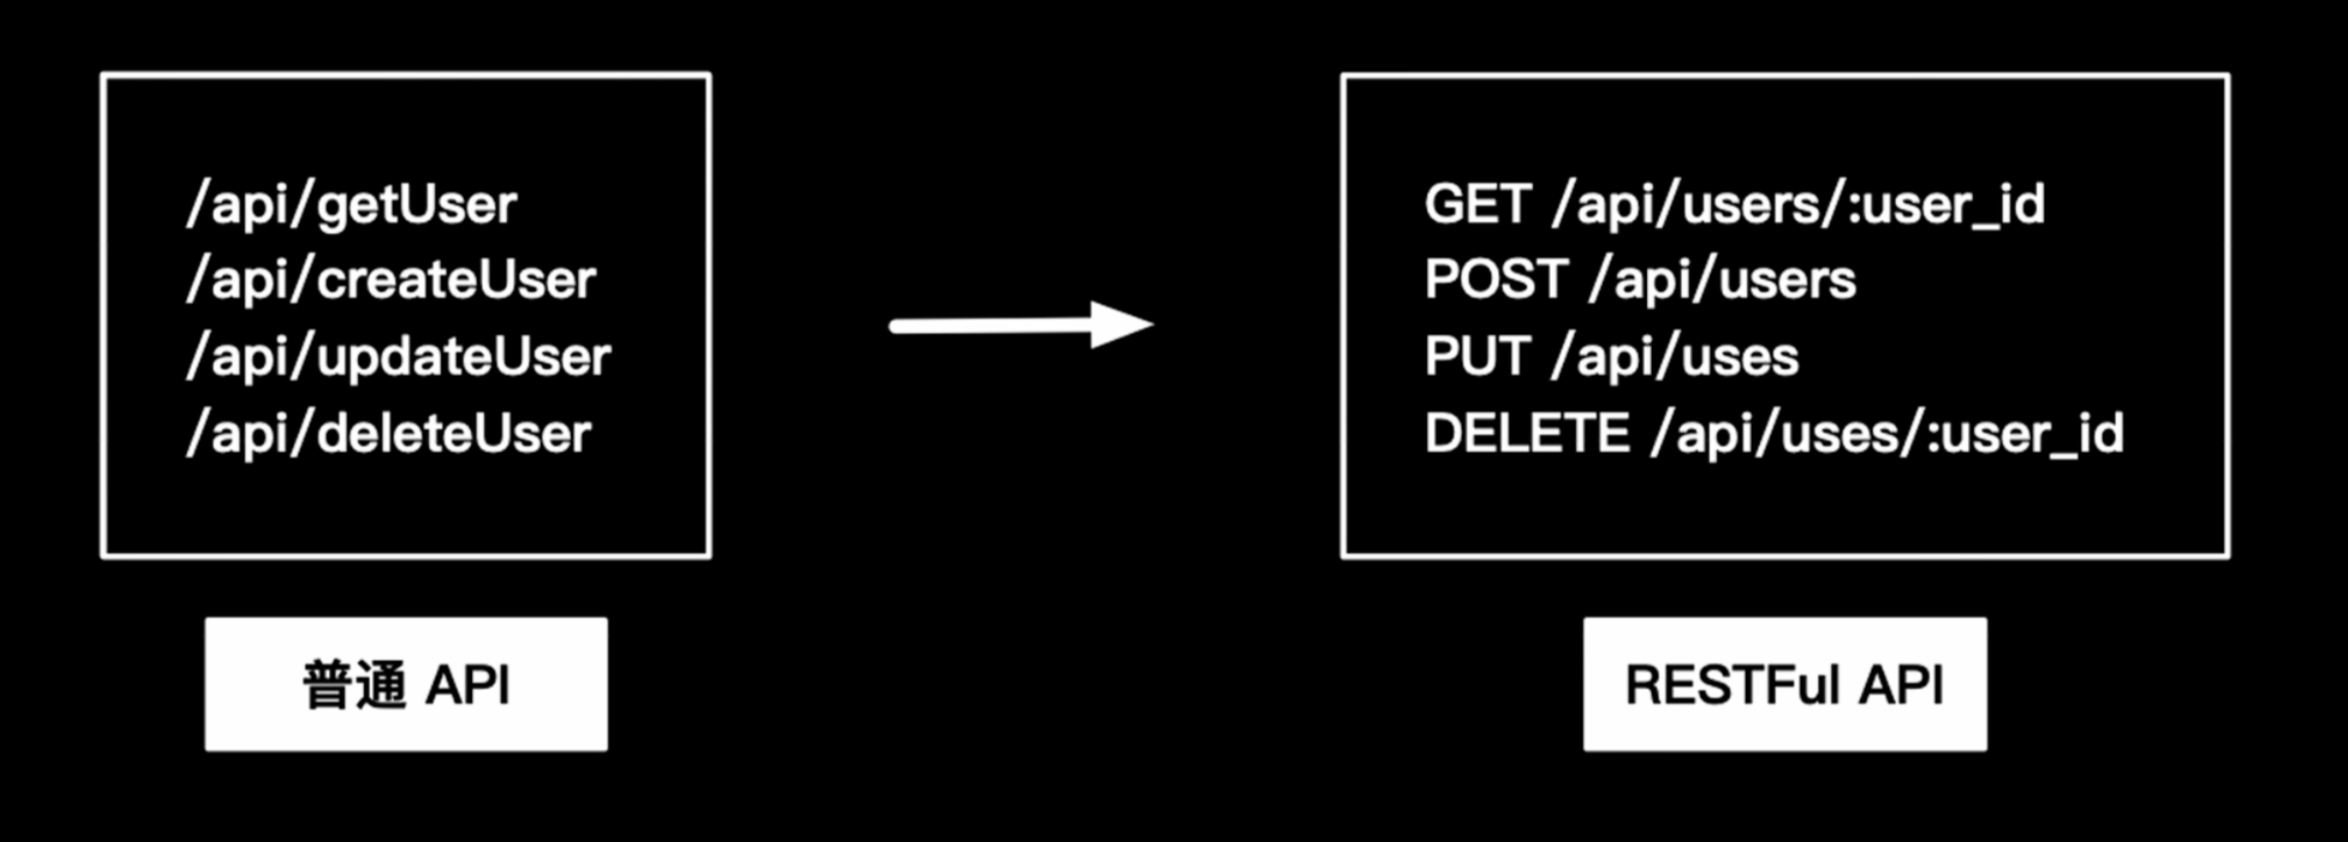 /api/getUser
/api/createUser
/api/updateUser
/api/deleteUser
普通 API
GET /api/users/:user_id
POST /api/users
PUT /api/uses
DELETE /api/uses/:user_id
RESTFul API